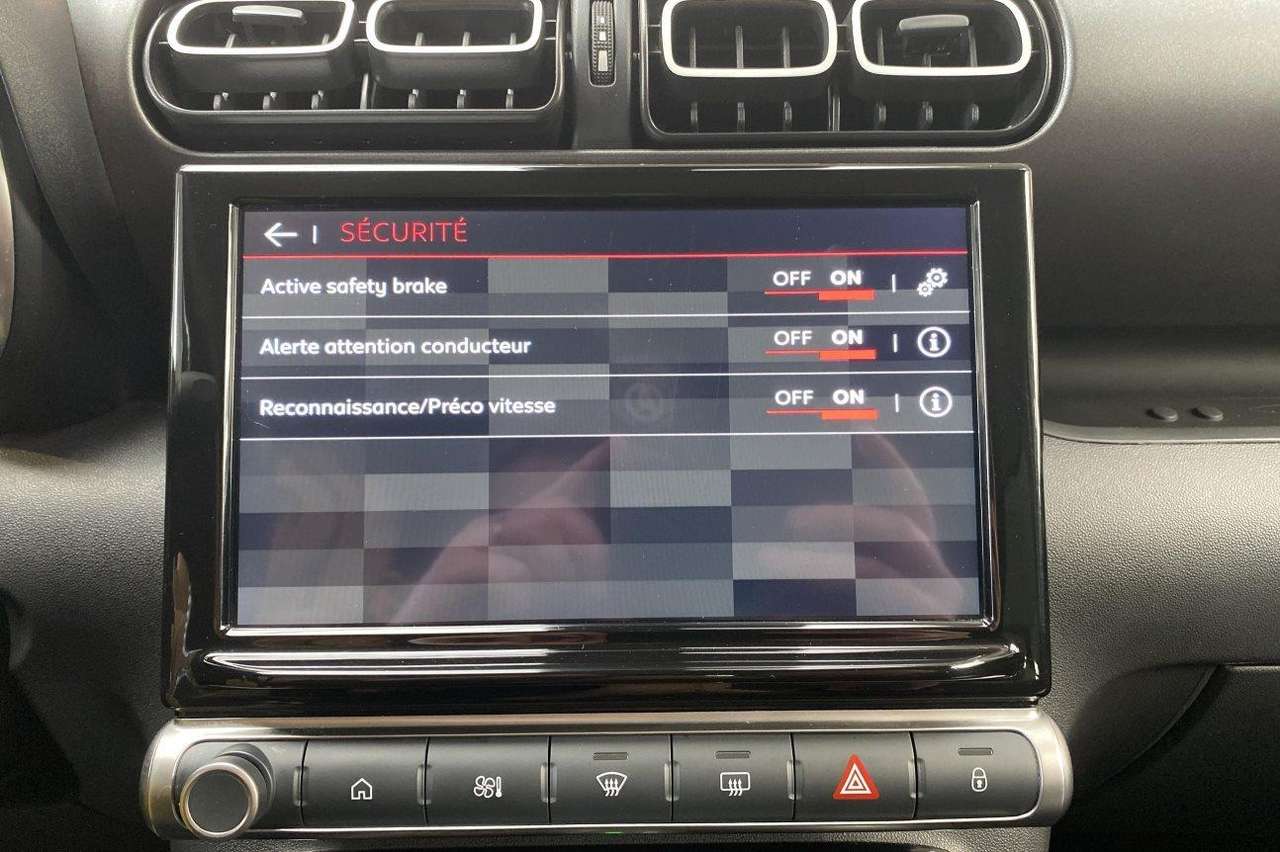 SÉCURITÉ
Active safety brake OFF ON
Alerte attention conducteur OFF ON
Reconnaissance/Préco vitesse OFF ON